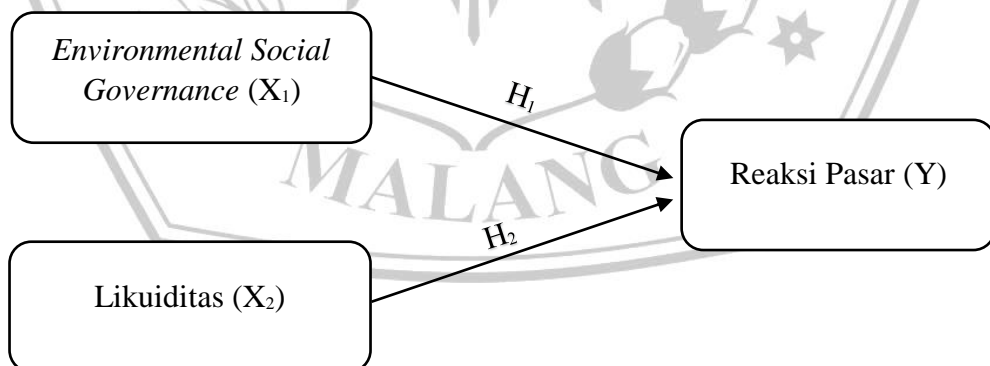 Environmental Social
Governance (X₁)
H₁
Reaksi Pasar (Y)
MALANG
H₂
Likuiditas (X₂)